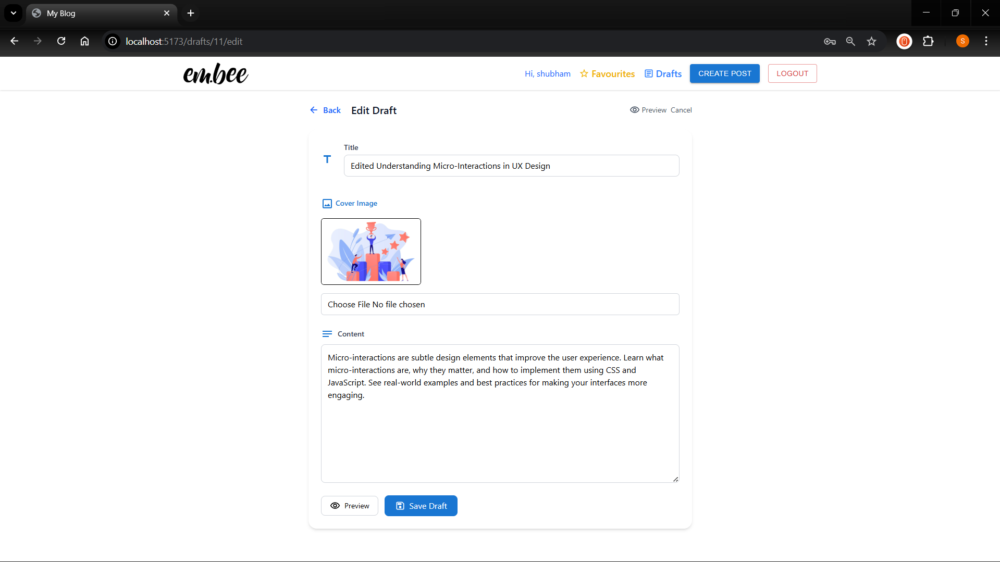 My Blog
localhost:5173/drafts/11/edit
S
em.bee
Hi, shubham
Favourites
Drafts
CREATE POST
LOGOUT
Back
Edit Draft
Preview
Cancel
T
Title
Edited Understanding Micro-Interactions in UX Design
Cover Image
Choose File No file chosen
Content
Micro-interactions are subtle design elements that improve the user experience. Learn what
micro-interactions are, why they matter, and how to implement them using CSS and
JavaScript. See real-world examples and best practices for making your interfaces more
engaging.
Preview
Save Draft